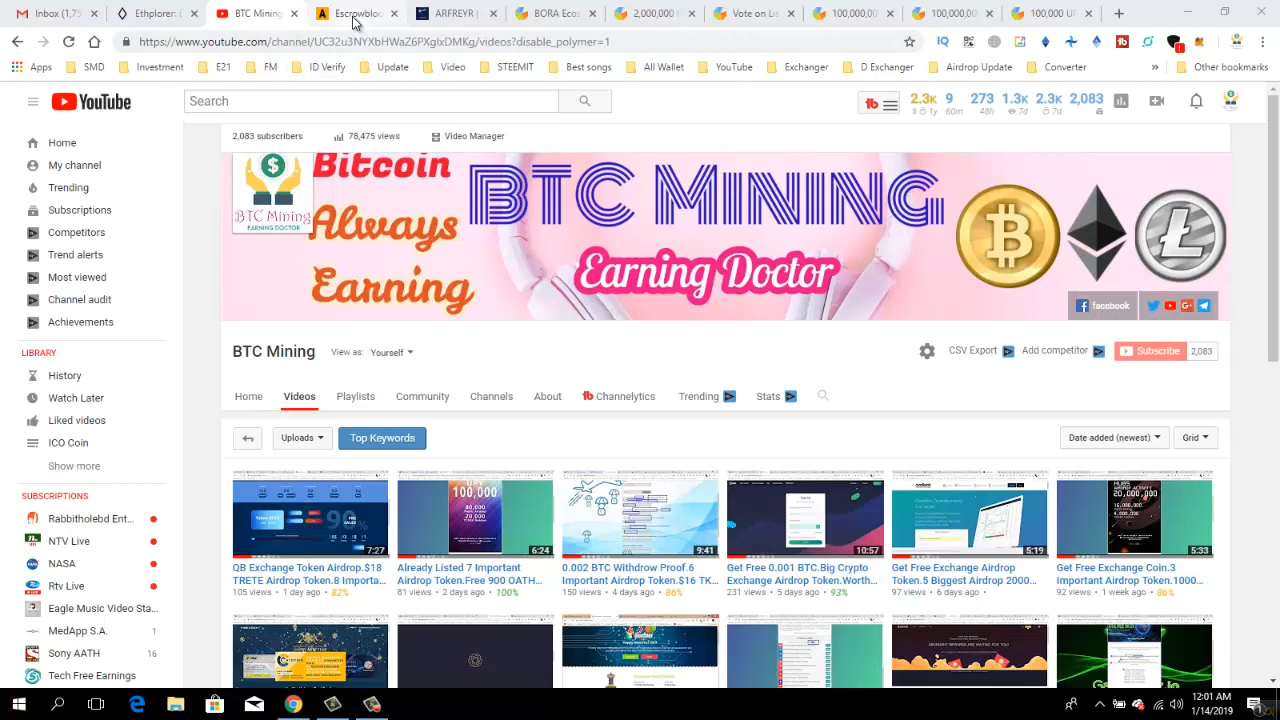 Gmail (1,75
Ethplorer
BTC Mining
Escrowbloc
ARFEYR
BORA Ecos
2,000,000
100,000,00
100,000,00
100,00 UP
https://www.youtube.com/channel/UC32u3NYXbHWaZ6PXglxDMKg/videos?disable_polymer=1
Apps
SMD
Investment
E21
FM
ID Verify
Update
Video
STEEMIT
Best songs
All Wallet
YouTube
Exchanger
D Exchanger
Airdrop Update
Converter
»
Other bookmarks
YouTube
Search
2.3K 9 273 1.3K 2.3K 2,083
1y 60m 48h 7d 7d
2,083 subscribers
78,475 views
Video Manager
Bitcoin
Always
Earning
BTC Mining
EARNING DOCTOR
BTC MINING
Earning Doctor
facebook
BTC Mining
View as: Yourself
CSV Export
Add competitor
Subscribe 2,083
Home
Videos
Playlists
Community
Channels
About
Channelytics
Trending
Stats
Uploads
Top Keywords
Date added (newest)
Grid
Home
My channel
Trending
Subscriptions
Competitors
Trend alerts
Most viewed
Channel audit
Achievements
LIBRARY
History
Watch Later
Liked videos
ICO Coin
Show more
SUBSCRIPTIONS
Rabbitholebd Ent...
NTV Live
NASA
Rtv Live
Eagle Music Video Sta...
MedApp S.A. 1
Sony AATH 16
Tech Free Earnings
7:27
QB Exchange Token Airdrop.$18
TRETE Airdrop Token.8 Importa...
views • 1 day ago • 82%
6:24
Already Listed 7 Important
Airdrop Token.Free 900 OATH...
81 views • 2 days ago • 100%
9:41
0.002 BTC Withdraw Proof.6
Important Airdrop Token.$16 TK...
150 views • 4 days ago • 86%
10:57
Get Free 0.001 BTC.Big Crypto
Exchange Airdrop Token.Worth...
231 views • 5 days ago • 93%
5:19
Get Free Exchange Airdrop
Token.5 Biggest Airdrop 2000...
97 views • 6 days ago •
20,000,000
5:33
Get Free Exchange Coin.3
Important Airdrop Token.1000...
92 views • 1 week ago • 86%
12:01 AM
1/14/2019